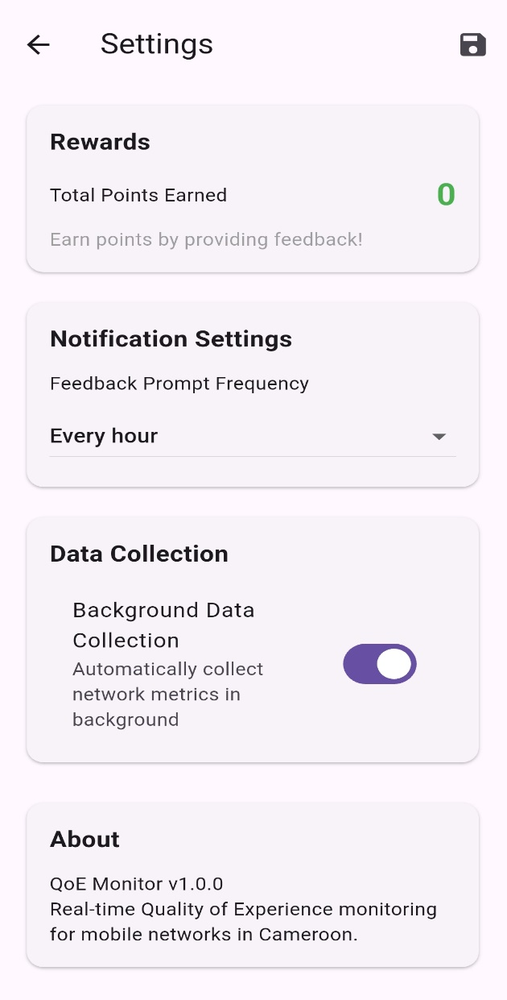 Settings
Rewards
Total Points Earned 0
Earn points by providing feedback!
Notification Settings
Feedback Prompt Frequency
Every hour
Data Collection
Background Data
Collection
Automatically collect
network metrics in
background
About
QoE Monitor v1.0.0
Real-time Quality of Experience monitoring
for mobile networks in Cameroon.